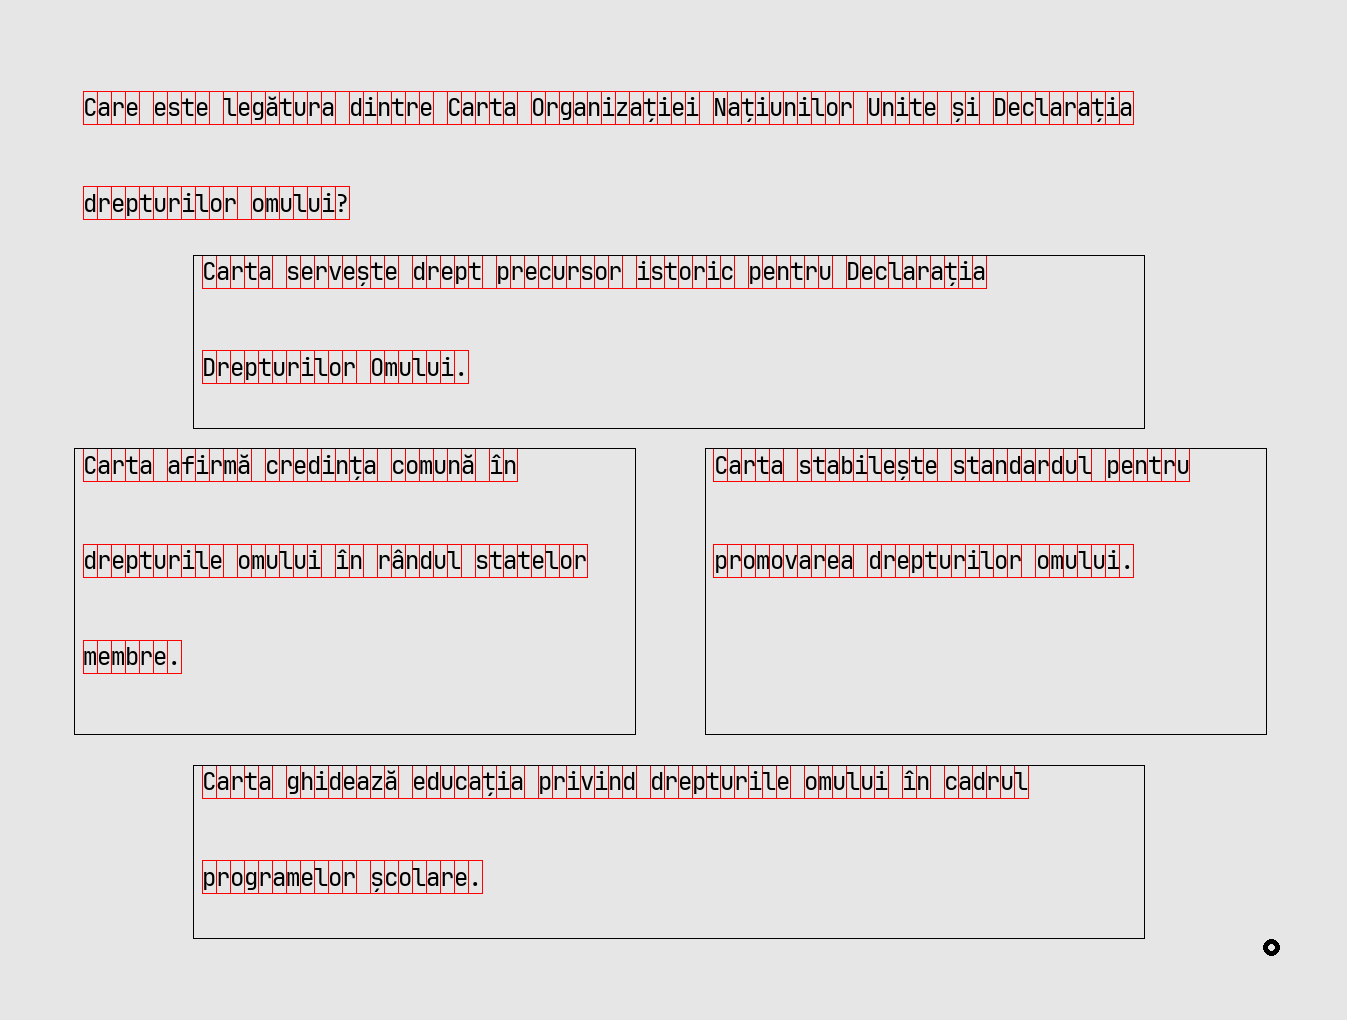 Care este legătura dintre Carta Organizației Națiunilor Unite și Declarația
drepturilor omului?
Carta servește drept precursor istoric pentru Declarația
Drepturilor Omului.
Carta afirmă credința comună în
drepturile omului în rândul statelor
membre.
Carta stabilește standardul pentru
promovarea drepturilor omului.
Carta ghidează educația privind drepturile omului în cadrul
programelor școlare.